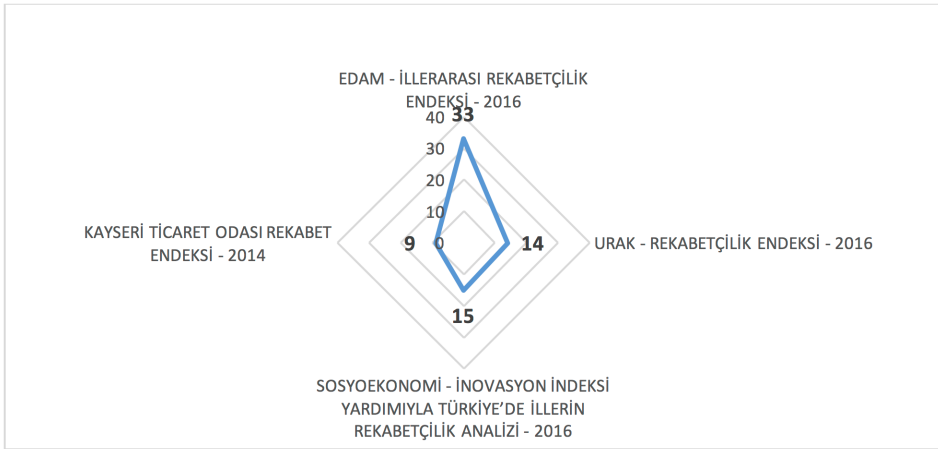 EDAM - İLLERARASI REKABETÇİLİK
ENDEKSİ - 2016
33
40
30
20
10
0
KAYSERİ TİCARET ODASI REKABET
ENDEKSİ - 2014
9
14
URAK - REKABETÇİLİK ENDEKSİ - 2016
15
SOSYOEKONOMİ - İNOVASYON İNDEKSİ
YARDIMIYLA TÜRKİYE’DE İLLERİN
REKABETÇİLİK ANALİZİ - 2016